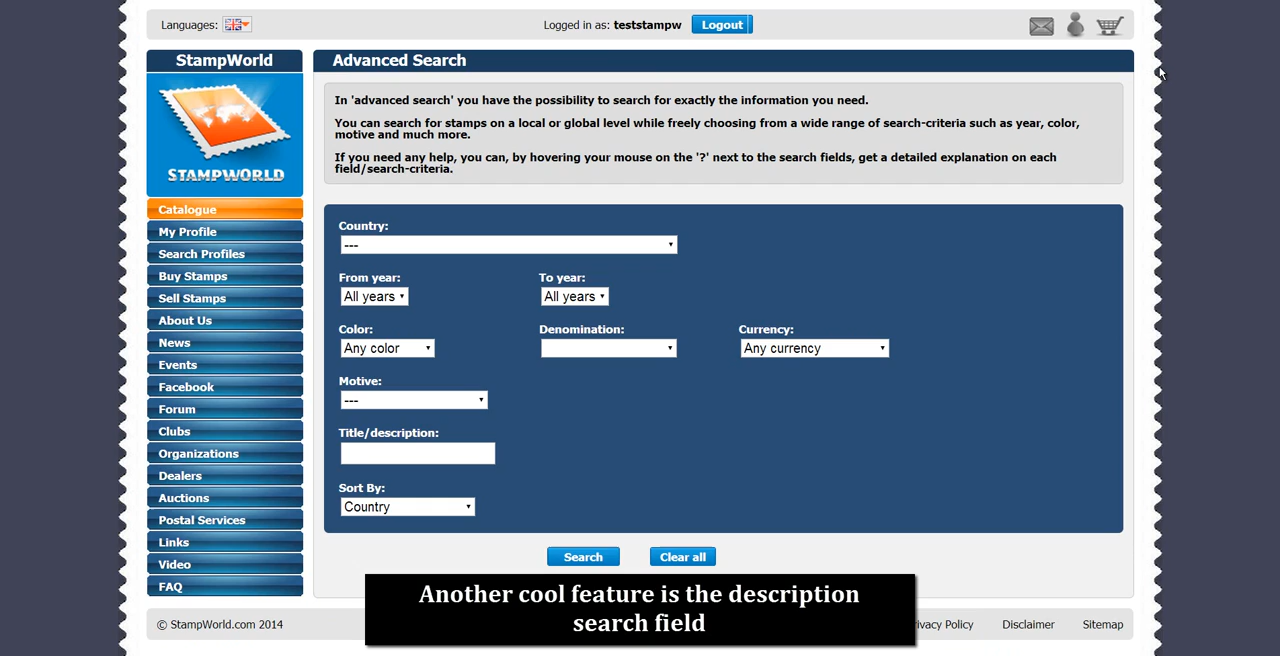 Languages:
Logged in as: teststampw
Logout
StampWorld
Advanced Search
STAMPWORLD
In 'advanced search' you have the possibility to search for exactly the information you need.
You can search for stamps on a local or global level while freely choosing from a wide range of search-criteria such as year, color,
motive and much more.
If you need any help, you can, by hovering your mouse on the '?' next to the search fields, get a detailed explanation on each
field/search-criteria.
Catalogue
My Profile
Search Profiles
Buy Stamps
Sell Stamps
About Us
News
Events
Facebook
Forum
Clubs
Organizations
Dealers
Auctions
Postal Services
Links
Video
FAQ
Country:
---
From year:
To year:
All years
All years
Color:
Denomination:
Currency:
Any color
Any currency
Motive:
---
Title/description:
Sort By:
Country
Search
Clear all
Another cool feature is the description
search field
© StampWorld.com 2014
Policy
Disclaimer
Sitemap